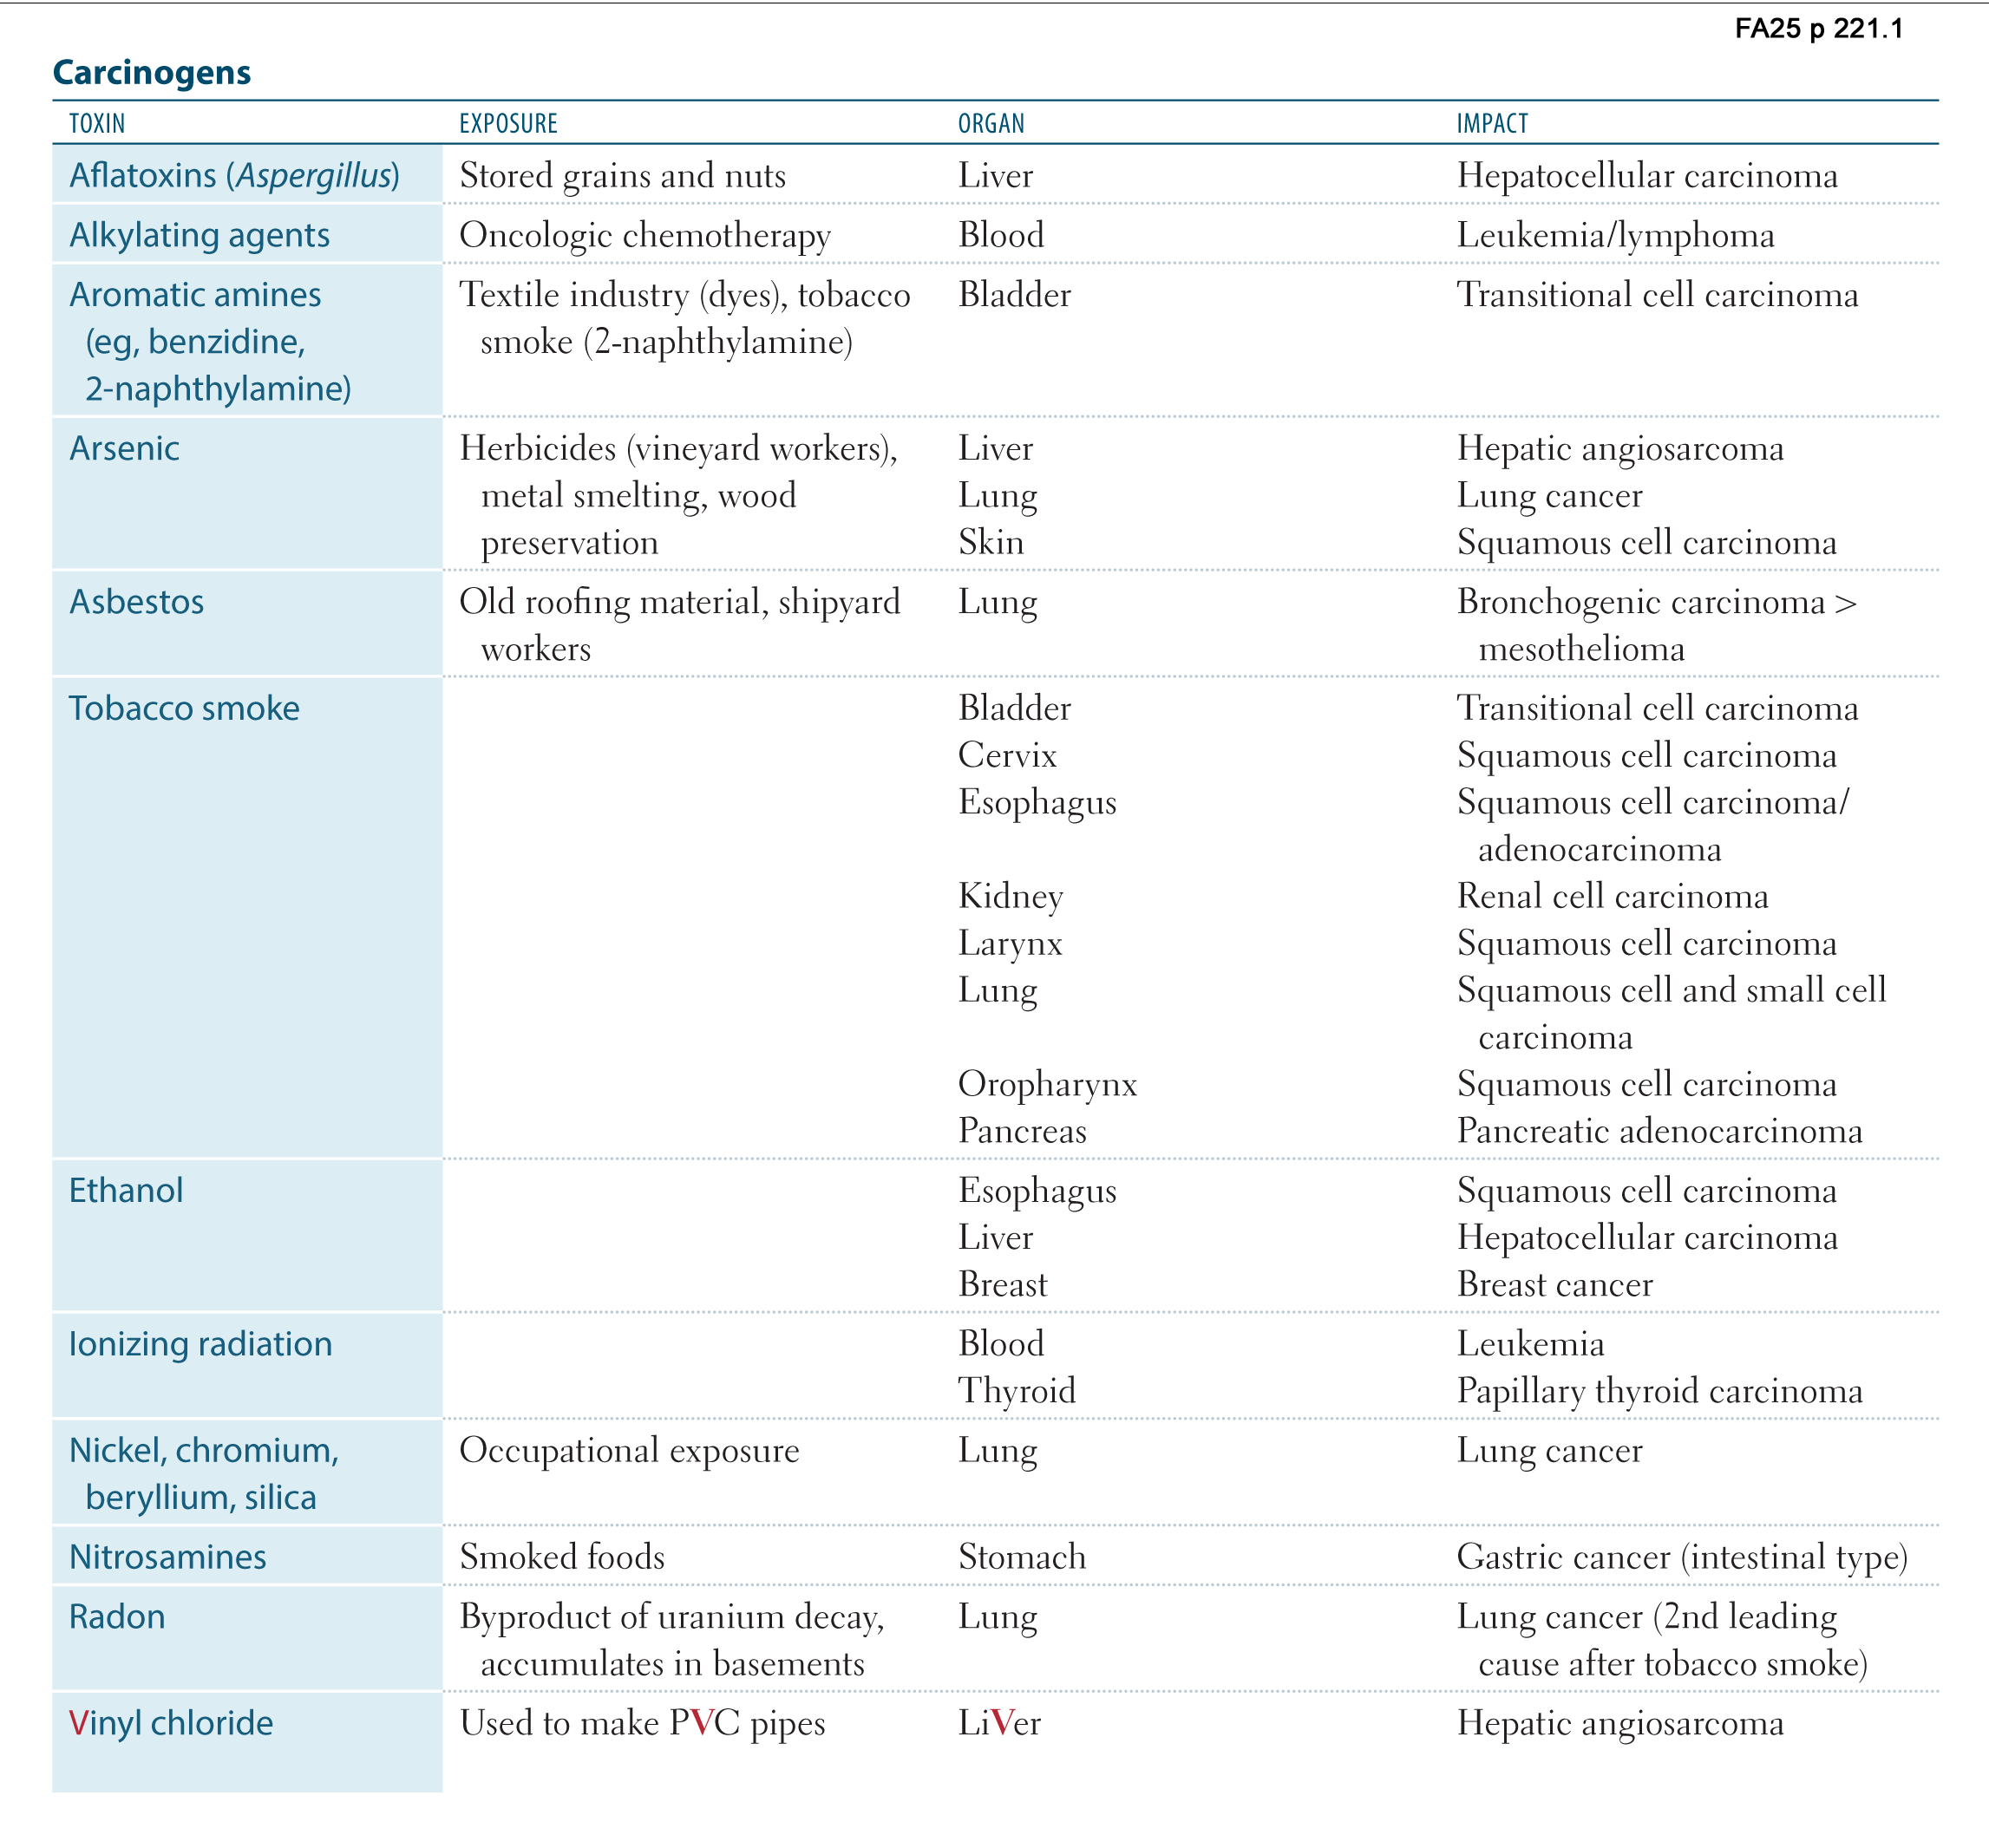 FA25 p 221.1
Carcinogens
TOXIN EXPOSURE ORGAN IMPACT
Aflatoxins (Aspergillus) Stored grains and nuts Liver Hepatocellular carcinoma
Alkylating agents Oncologic chemotherapy Blood Leukemia/lymphoma
Aromatic amines Textile industry (dyes), tobacco Bladder Transitional cell carcinoma
(eg, benzidine, smoke (2-naphthylamine)
2-naphthylamine)
Arsenic Herbicides (vineyard workers), Liver Hepatic angiosarcoma
metal smelting, wood Lung Lung cancer
preservation Skin Squamous cell carcinoma
Asbestos Old roofing material, shipyard Lung Bronchogenic carcinoma >
workers mesothelioma
Tobacco smoke Bladder Transitional cell carcinoma
Cervix Squamous cell carcinoma
Esophagus Squamous cell carcinoma/
adenocarcinoma
Kidney Renal cell carcinoma
Larynx Squamous cell carcinoma
Lung Squamous cell and small cell
carcinoma
Oropharynx Squamous cell carcinoma
Pancreas Pancreatic adenocarcinoma
Ethanol Esophagus Squamous cell carcinoma
Liver Hepatocellular carcinoma
Breast Breast cancer
Ionizing radiation Blood Leukemia
Thyroid Papillary thyroid carcinoma
Nickel, chromium, Occupational exposure Lung Lung cancer
beryllium, silica
Nitrosamines Smoked foods Stomach Gastric cancer (intestinal type)
Radon Byproduct of uranium decay, Lung Lung cancer (2nd leading
accumulates in basements cause after tobacco smoke)
Vinyl chloride Used to make PVC pipes LiVer Hepatic angiosarcoma